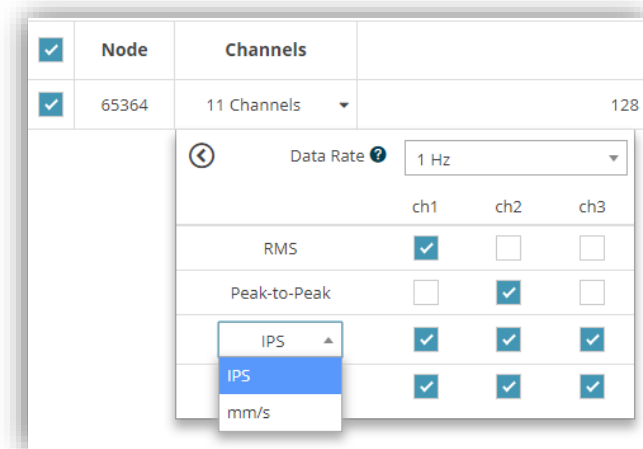 Node Channels
65364 11 Channels 128
Data Rate ? 1 Hz
ch1 ch2 ch3
RMS
Peak-to-Peak
IPS
IPS
mm/s